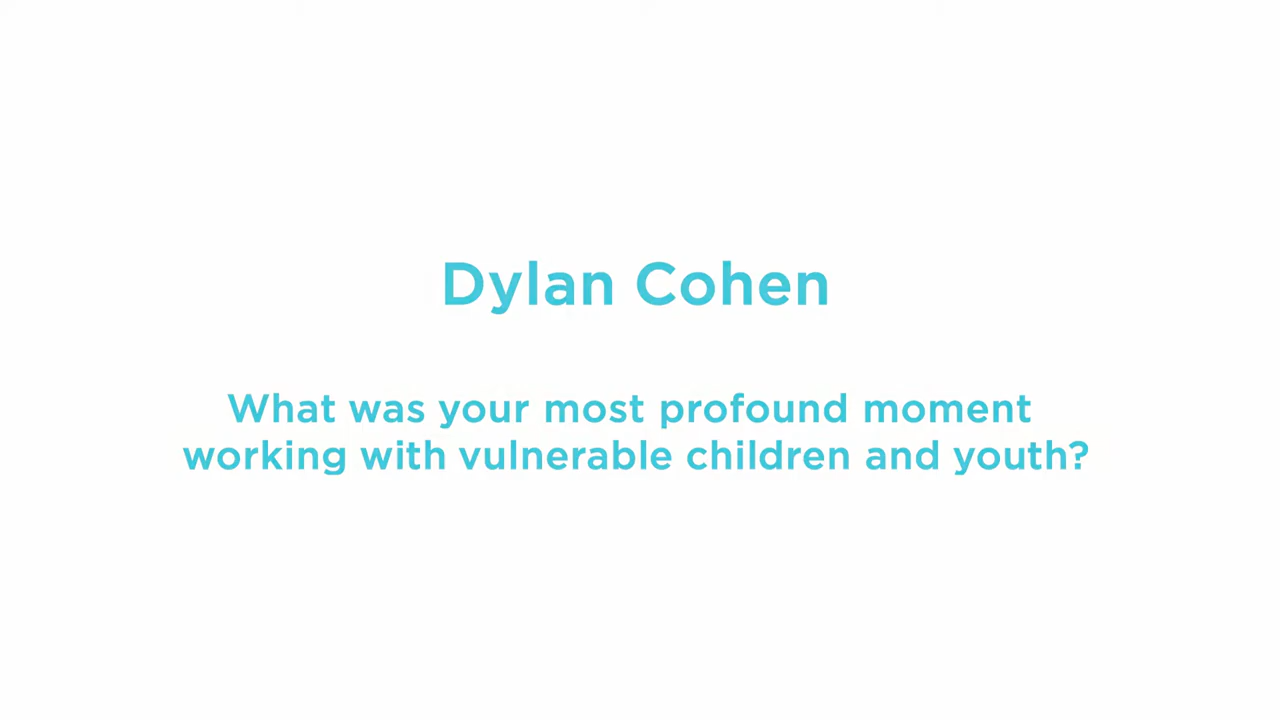 Dylan Cohen
What was your most profound moment
working with vulnerable children and youth?